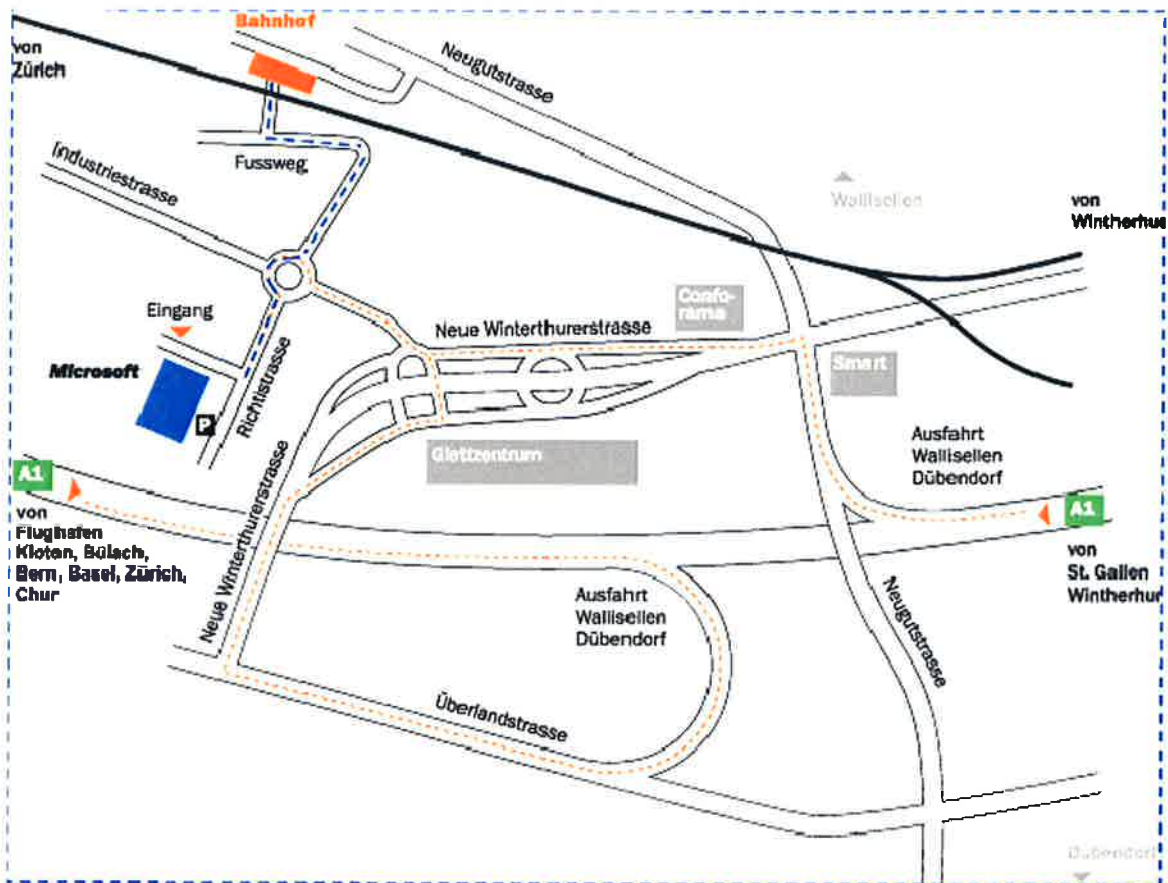 Bahnhof
von
Zürich
Neugutstrasse
Industriestrasse
Fussweg
Wallisellen
von
Wintherhur
Eingang
Microsoft
Richtistrasse
P
Neue Winterthurerstrasse
Confo-
rama
Smart
Glattzentrum
Ausfahrt
Wallisellen
Dübendorf
A1
von
Flughafen
Kloten, Bülach,
Bern, Basel, Zürich,
Chur
Neue Winterthurerstrasse
A1
von
St. Gallen
Wintherhur
Ausfahrt
Wallisellen
Dübendorf
Neugutstrasse
Überlandstrasse
Dübendorf